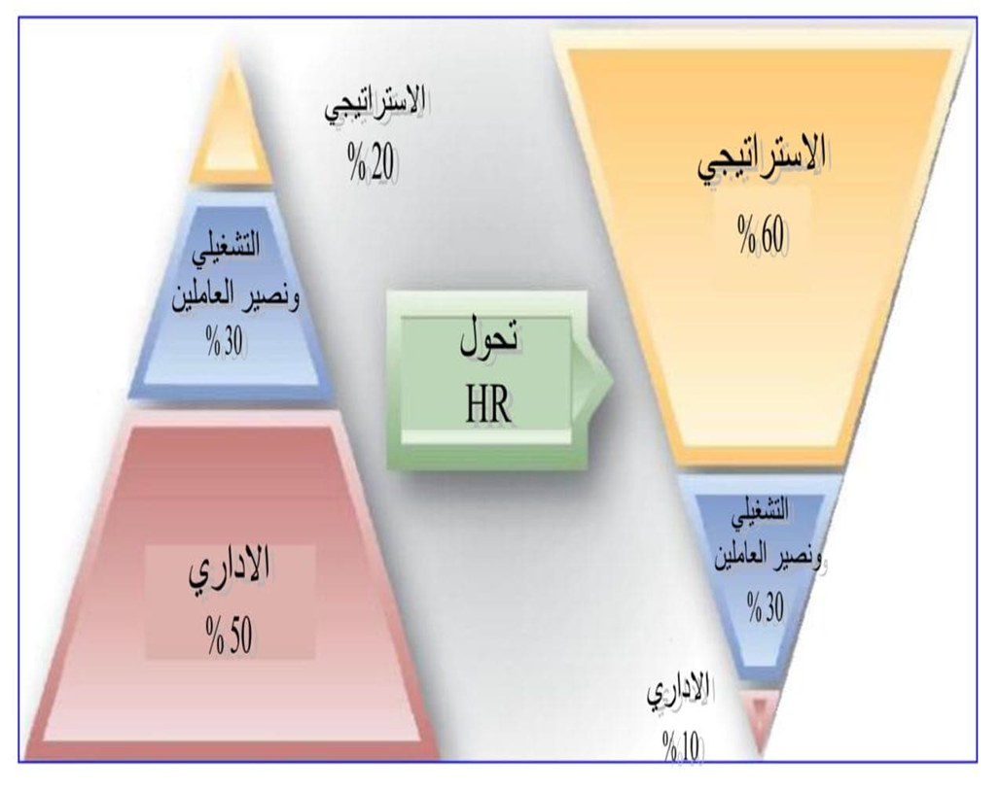 الاستراتيجي
% 20
التشغيلي
ونصير العاملين
% 30
الاداري
% 50
تحول
HR
الاستراتيجي
% 60
التشغيلي
ونصير العاملين
% 30
الاداري
% 10